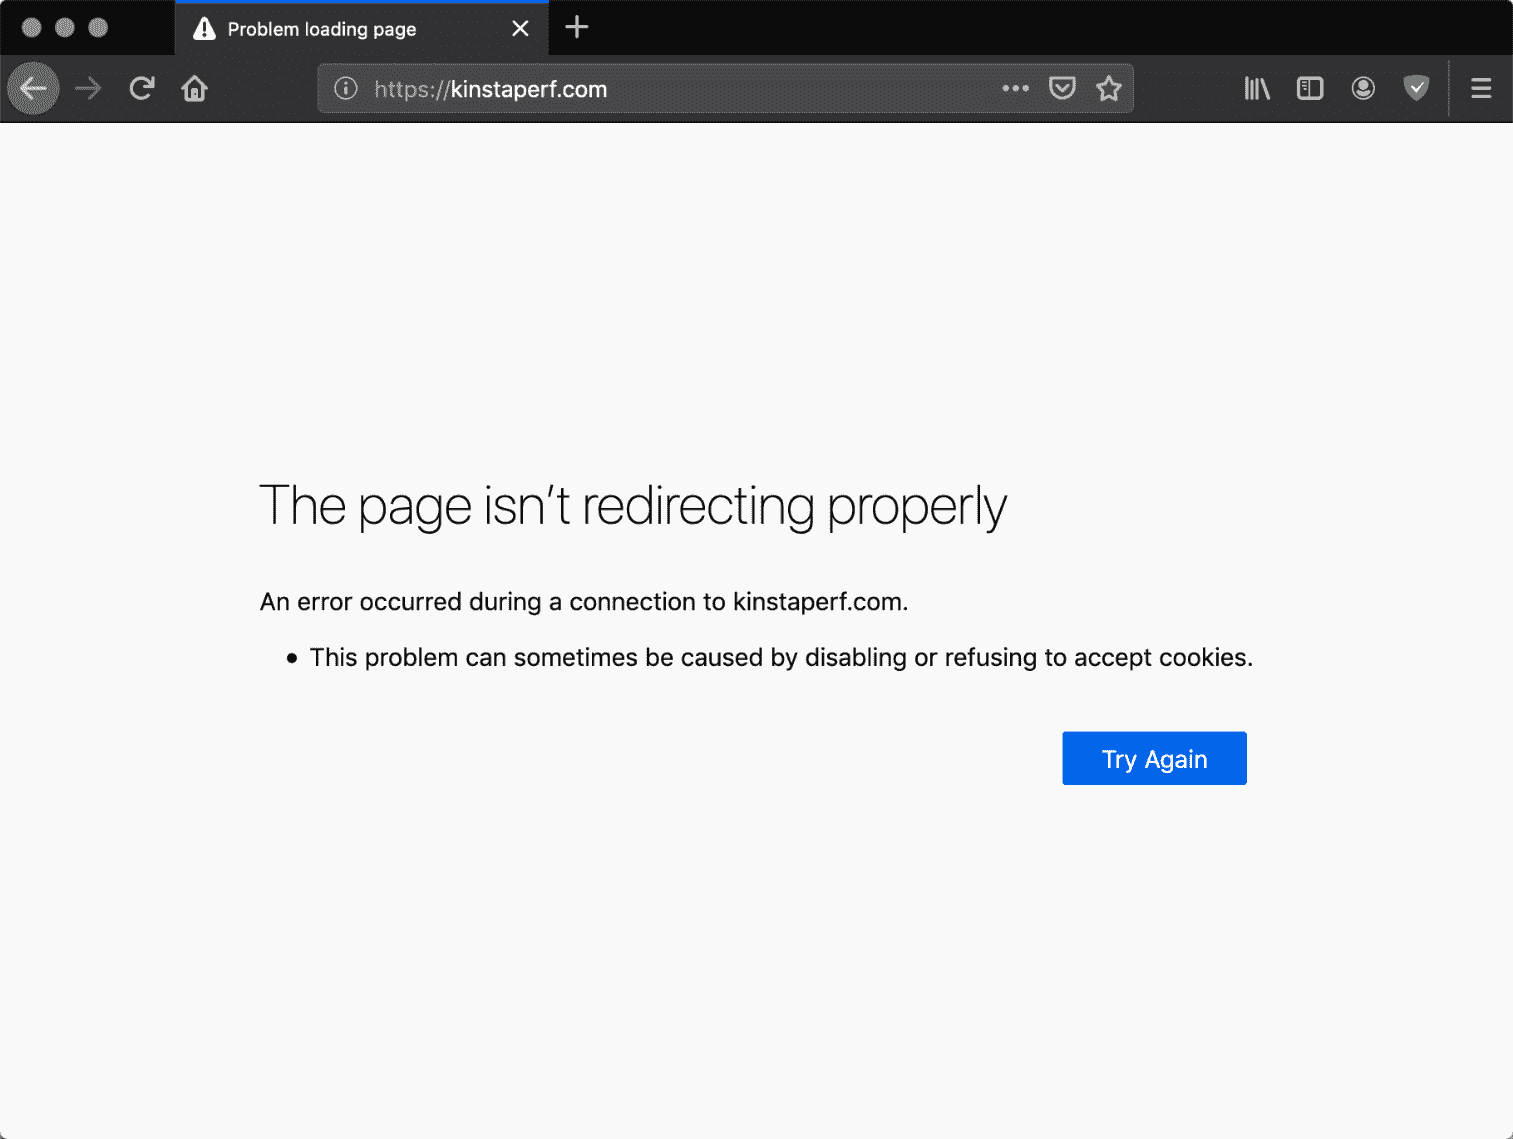 Problem loading page
https://kinstaperf.com
The page isn’t redirecting properly
An error occurred during a connection to kinstaperf.com.
• This problem can sometimes be caused by disabling or refusing to accept cookies.
Try Again